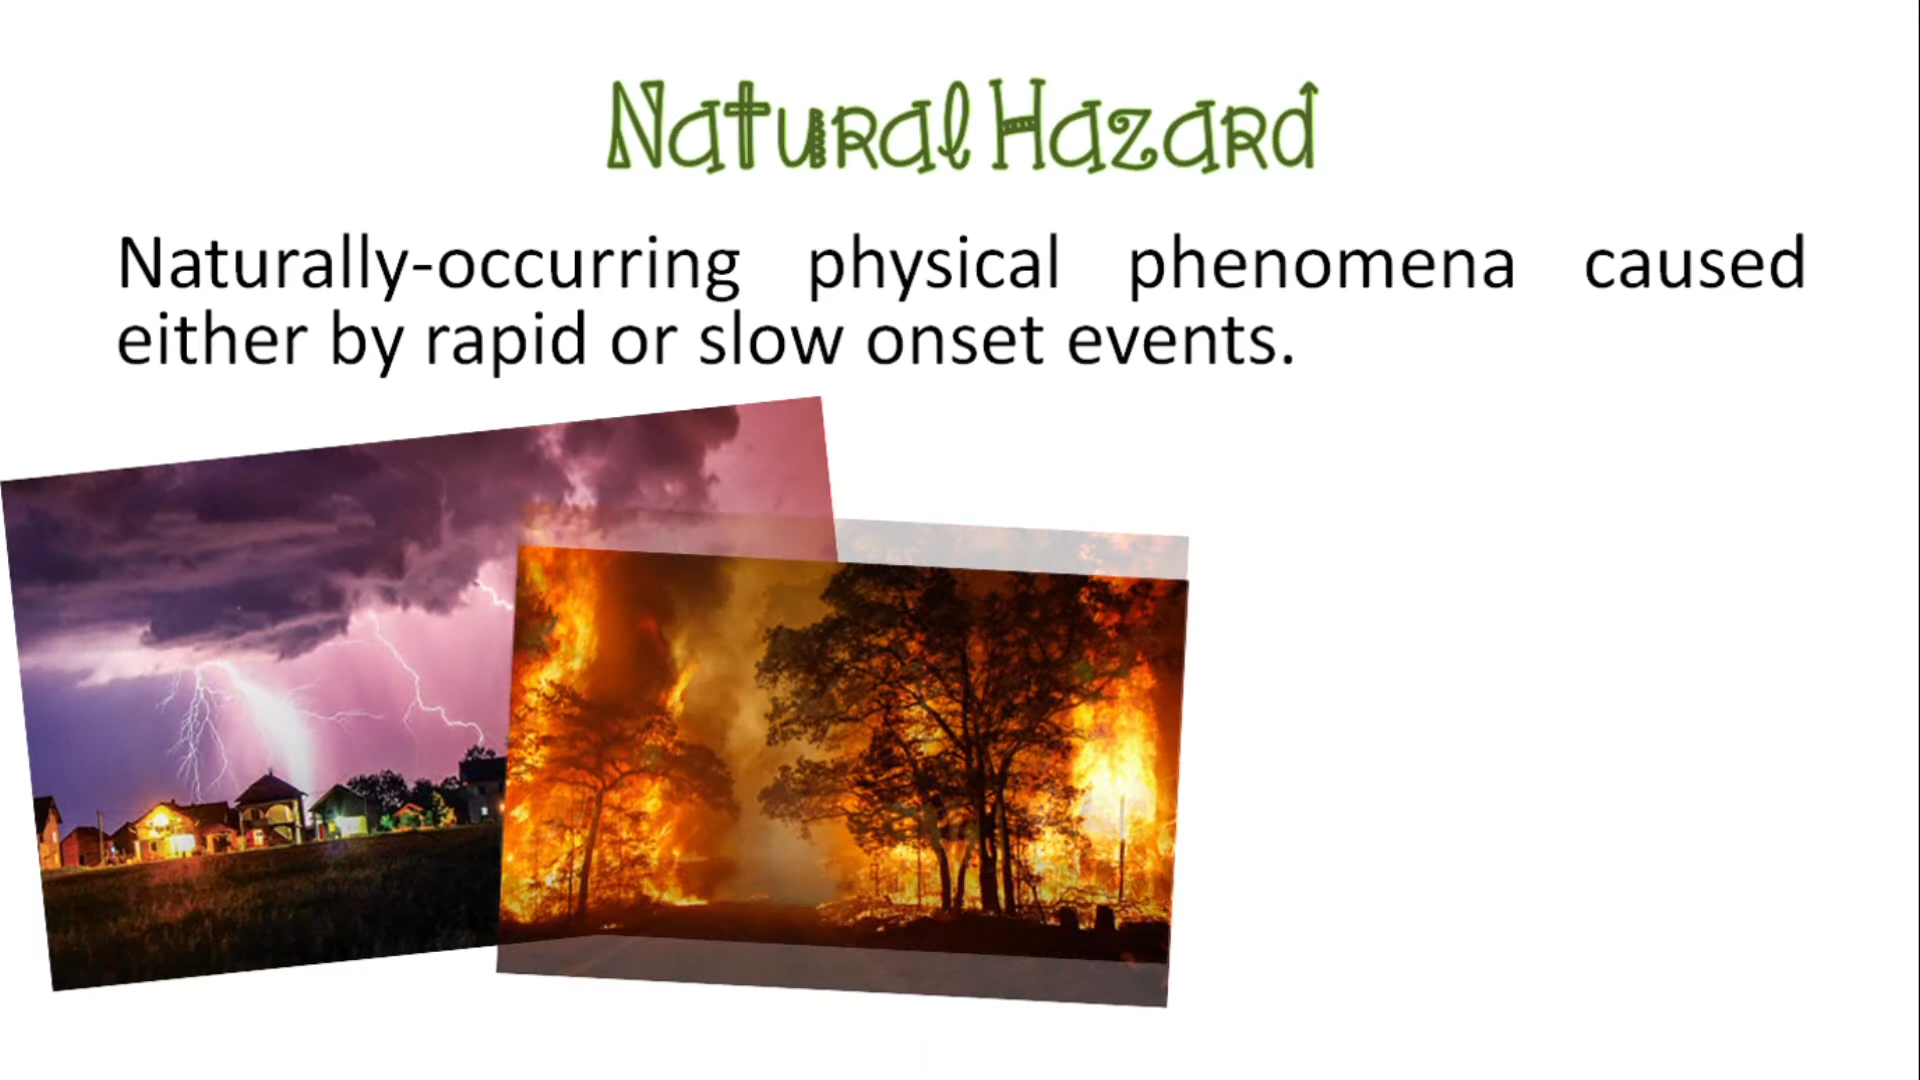 Natural Hazard
Naturally-occurring physical phenomena caused
either by rapid or slow onset events.